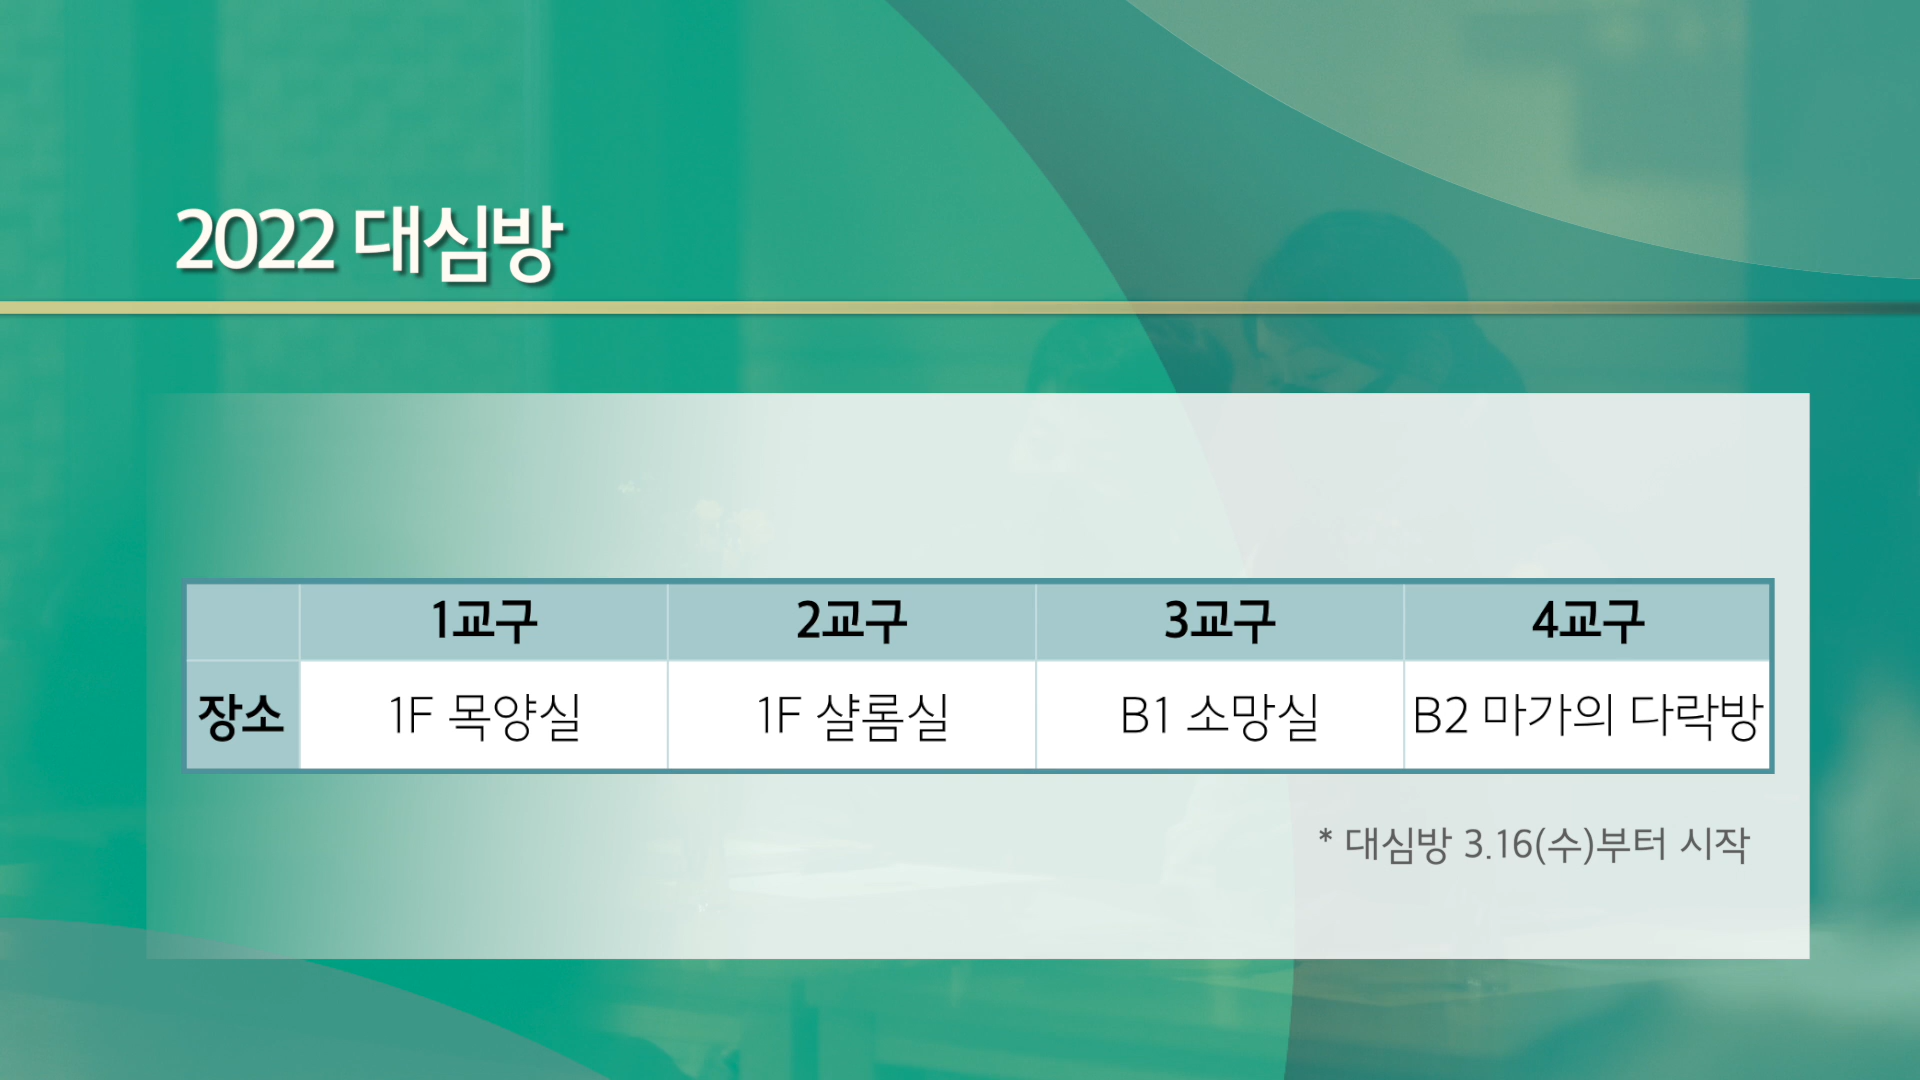 2022 대심방
1교구 2교구 3교구 4교구
장소 1F 목양실 1F 샬롬실 B1 소망실 B2 마가의 다락방
* 대심방 3.16(수)부터 시작